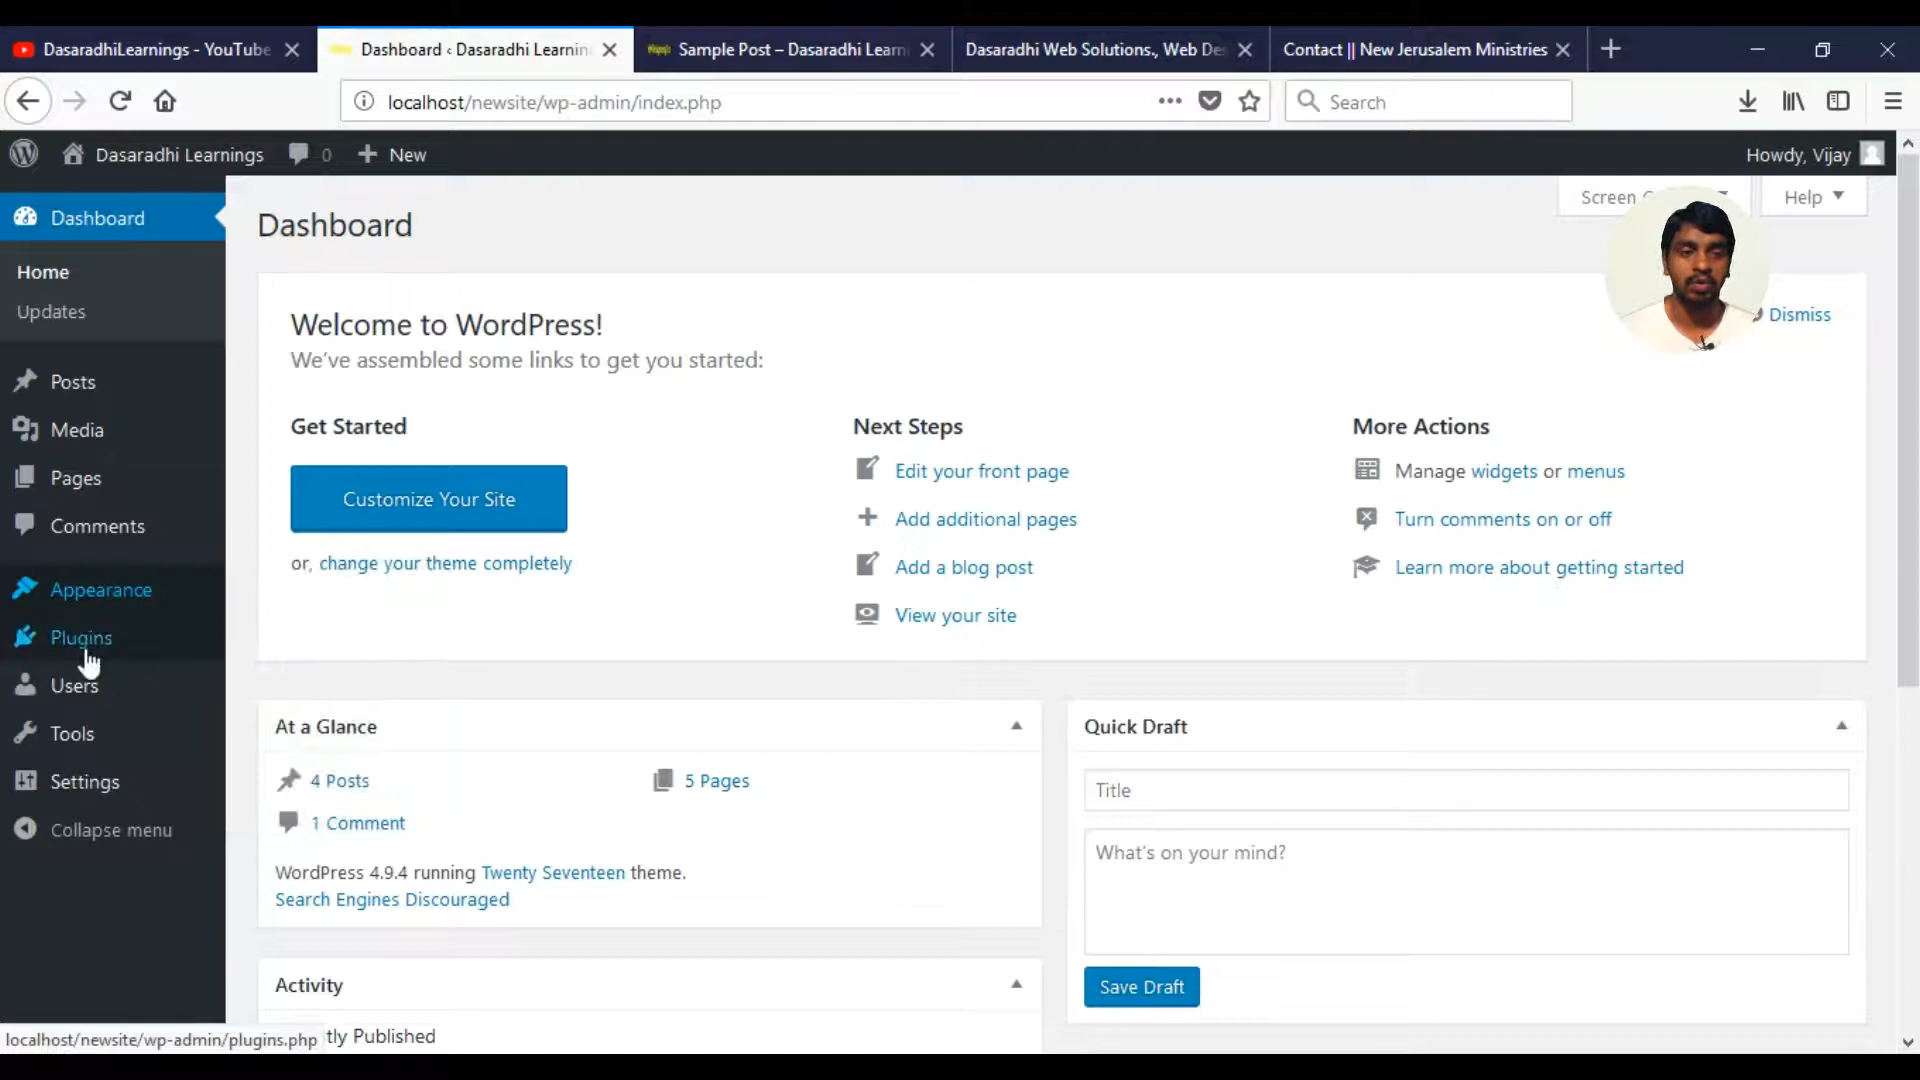 DasaradhiLearnings - YouTube
Dashboard ‹ Dasaradhi Learnin
Sample Post – Dasaradhi Learn
Dasaradhi Web Solutions., Web De
Contact || New Jerusalem Ministries
localhost/newsite/wp-admin/index.php
Search
Dasaradhi Learnings
0
New
Howdy, Vijay
Dashboard
Home
Updates
Posts
Media
Pages
Comments
Appearance
Plugins
Users
Tools
Settings
Collapse menu
Screen
Help
Dashboard
Welcome to WordPress!
We've assembled some links to get you started:
Dismiss
Get Started
Customize Your Site
or, change your theme completely
Next Steps
Edit your front page
Add additional pages
Add a blog post
View your site
More Actions
Manage widgets or menus
Turn comments on or off
Learn more about getting started
At a Glance
4 Posts
5 Pages
1 Comment
WordPress 4.9.4 running Twenty Seventeen theme.
Search Engines Discouraged
Activity
tly Published
Quick Draft
Title
What's on your mind?
Save Draft
localhost/newsite/wp-admin/plugins.php